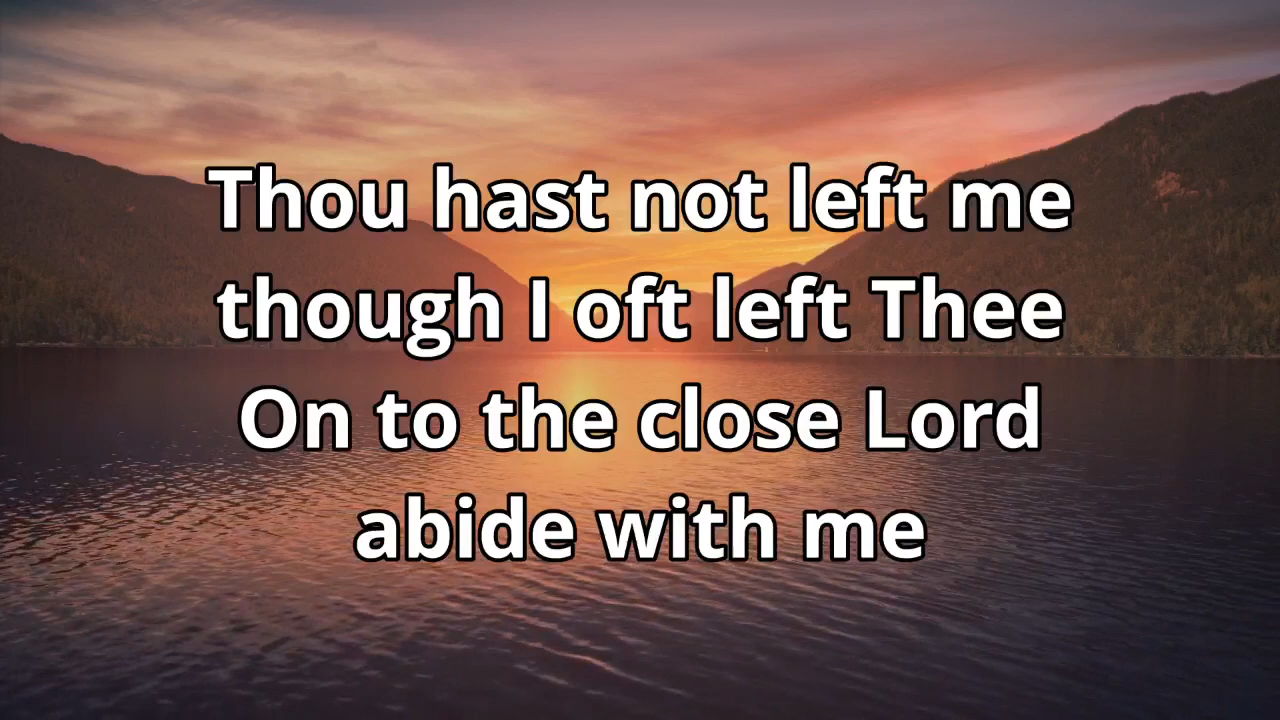 Thou hast not left me
though I oft left Thee
On to the close Lord
abide with me